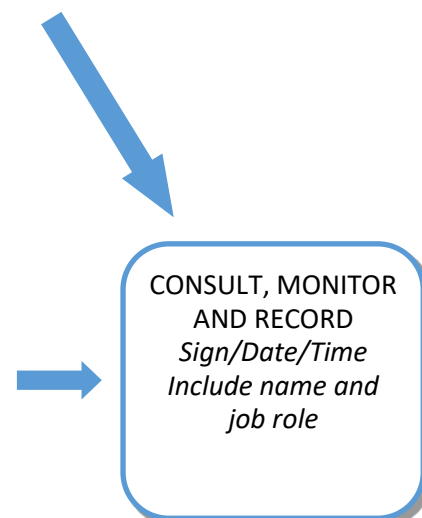 CONSULT, MONITOR
AND RECORD
Sign/Date/Time
Include name and
job role